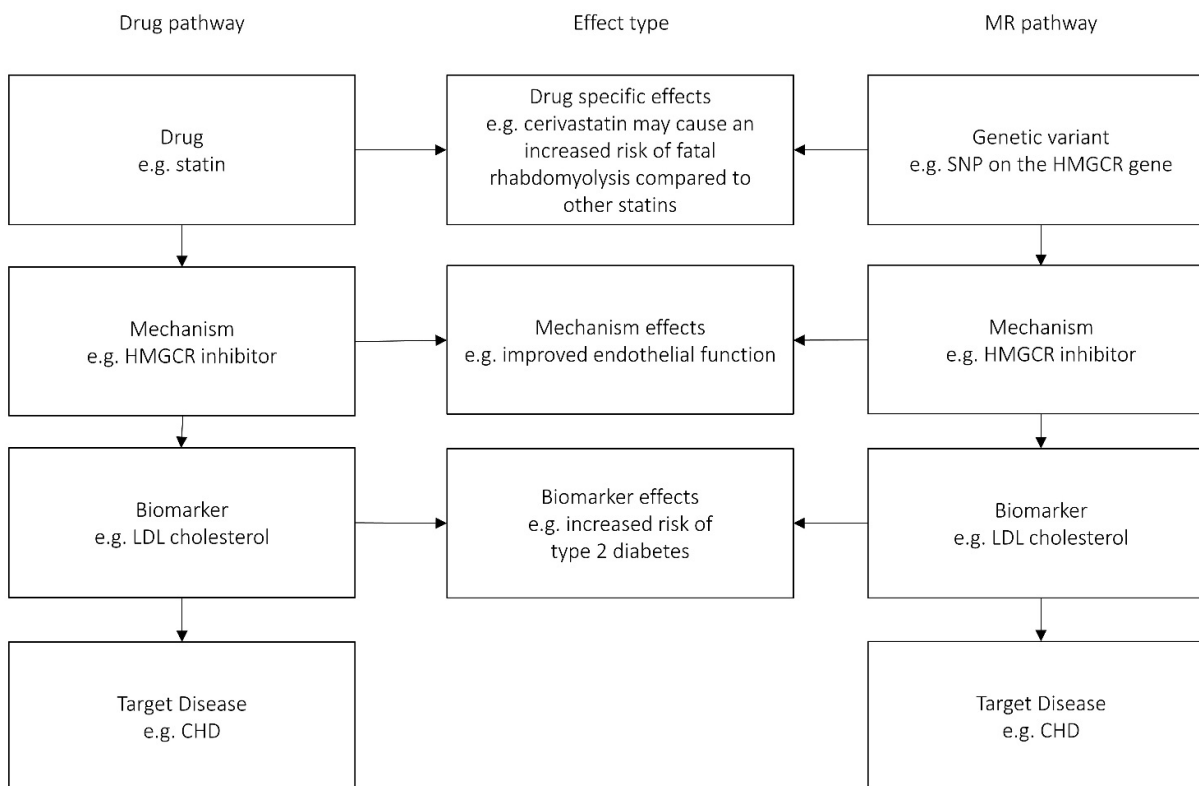 Drug pathway
Effect type
MR pathway
Drug
e.g. statin
Drug specific effects
e.g. cerivastatin may cause an
increased risk of fatal
rhabdomyolysis compared to
other statins
Genetic variant
e.g. SNP on the HMGCR gene
Mechanism
e.g. HMGCR inhibitor
Mechanism effects
e.g. improved endothelial function
Mechanism
e.g. HMGCR inhibitor
Biomarker
e.g. LDL cholesterol
Biomarker effects
e.g. increased risk of
type 2 diabetes
Biomarker
e.g. LDL cholesterol
Target Disease
e.g. CHD
Target Disease
e.g. CHD